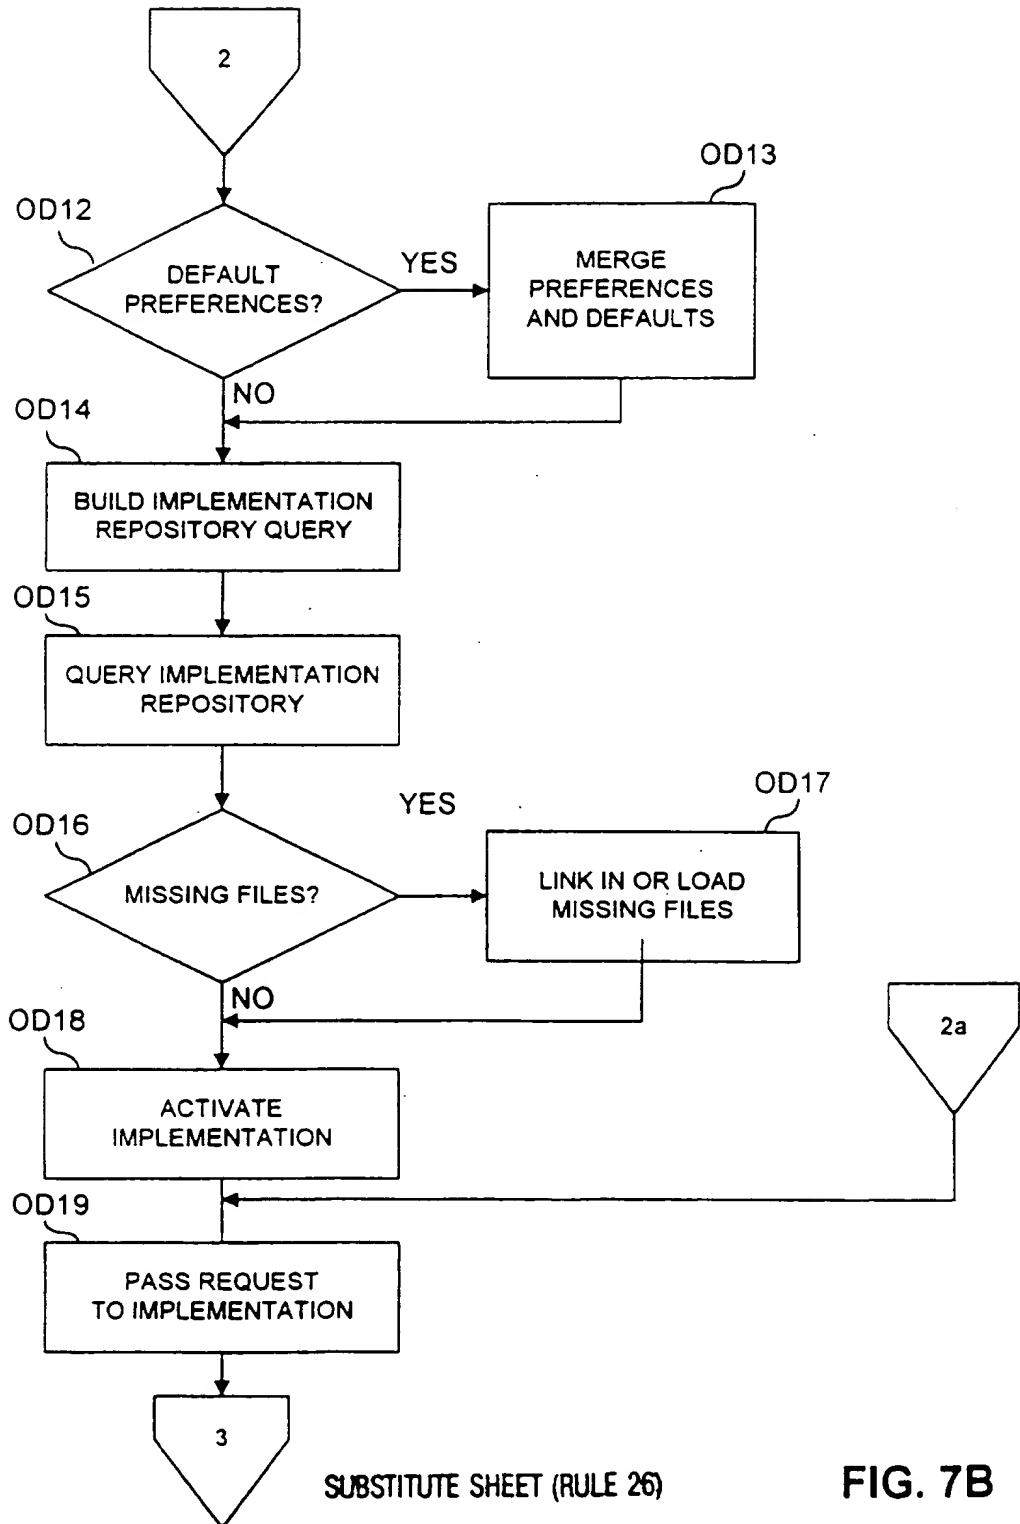 2
OD13
OD12
YES
MERGE
PREFERENCES
AND DEFAULTS
DEFAULT
PREFERENCES?
NO
OD14
BUILD IMPLEMENTATION
REPOSITORY QUERY
OD15
QUERY IMPLEMENTATION
REPOSITORY
OD17
YES
OD16
MISSING FILES?
LINK IN OR LOAD
MISSING FILES
NO
OD18
2a
ACTIVATE
IMPLEMENTATION
OD19
PASS REQUEST
TO IMPLEMENTATION
3
SUBSTITUTE SHEET (RULE 26)
FIG. 7B